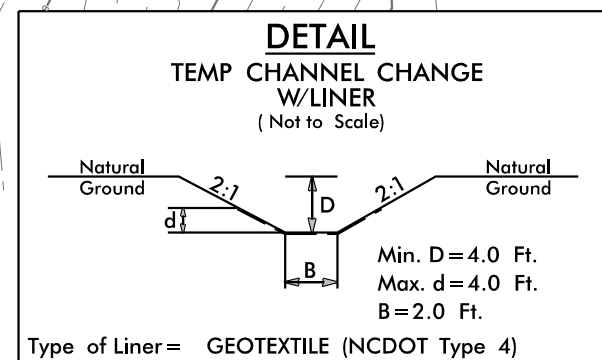 DETAIL
TEMP CHANNEL CHANGE
W/LINER
( Not to Scale)
Natural
Ground
2:1
D
2:1
Natural
Ground
d
B
Min. D=4.0 Ft.
Max. d=4.0 Ft.
B=2.0 Ft.
Type of Liner= GEOTEXTILE (NCDOT Type 4)